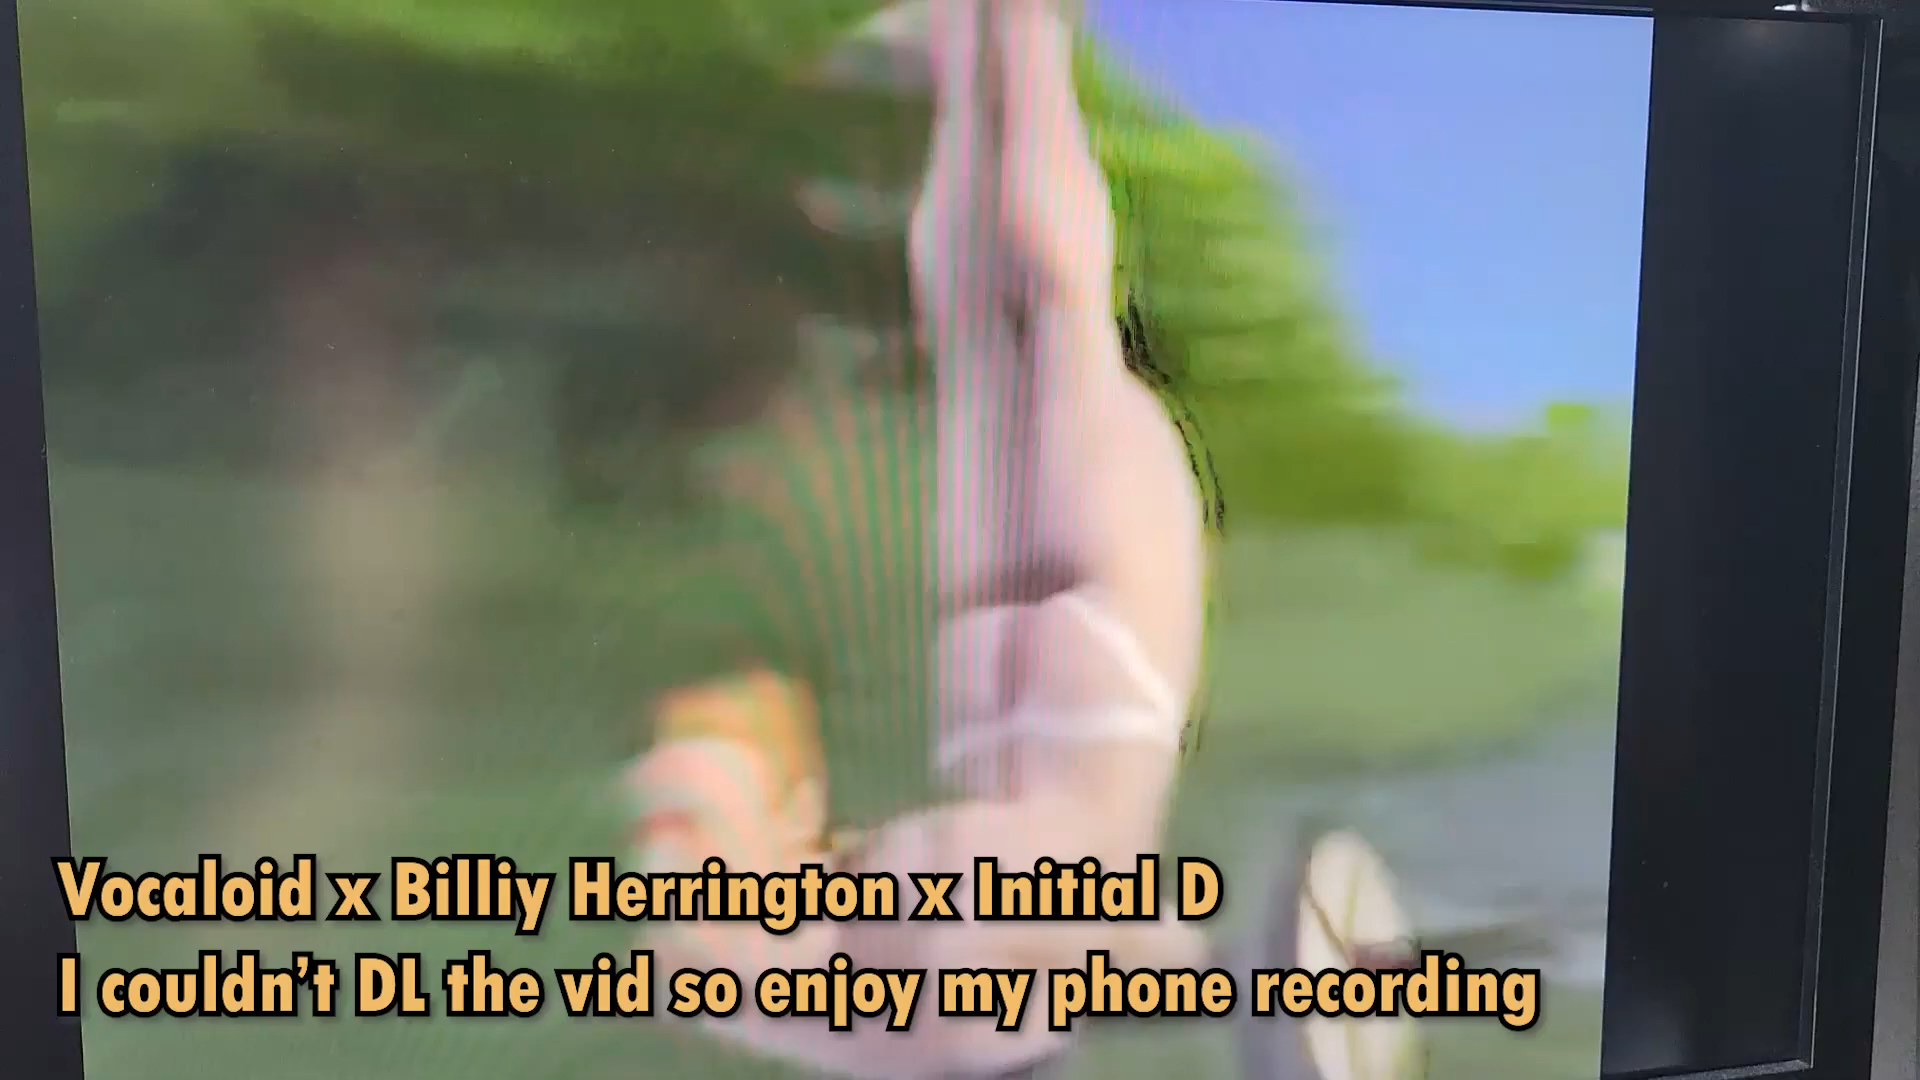 Vocaloid x Billiy Herrington x Initial D
I couldn't DL the vid so enjoy my phone recording